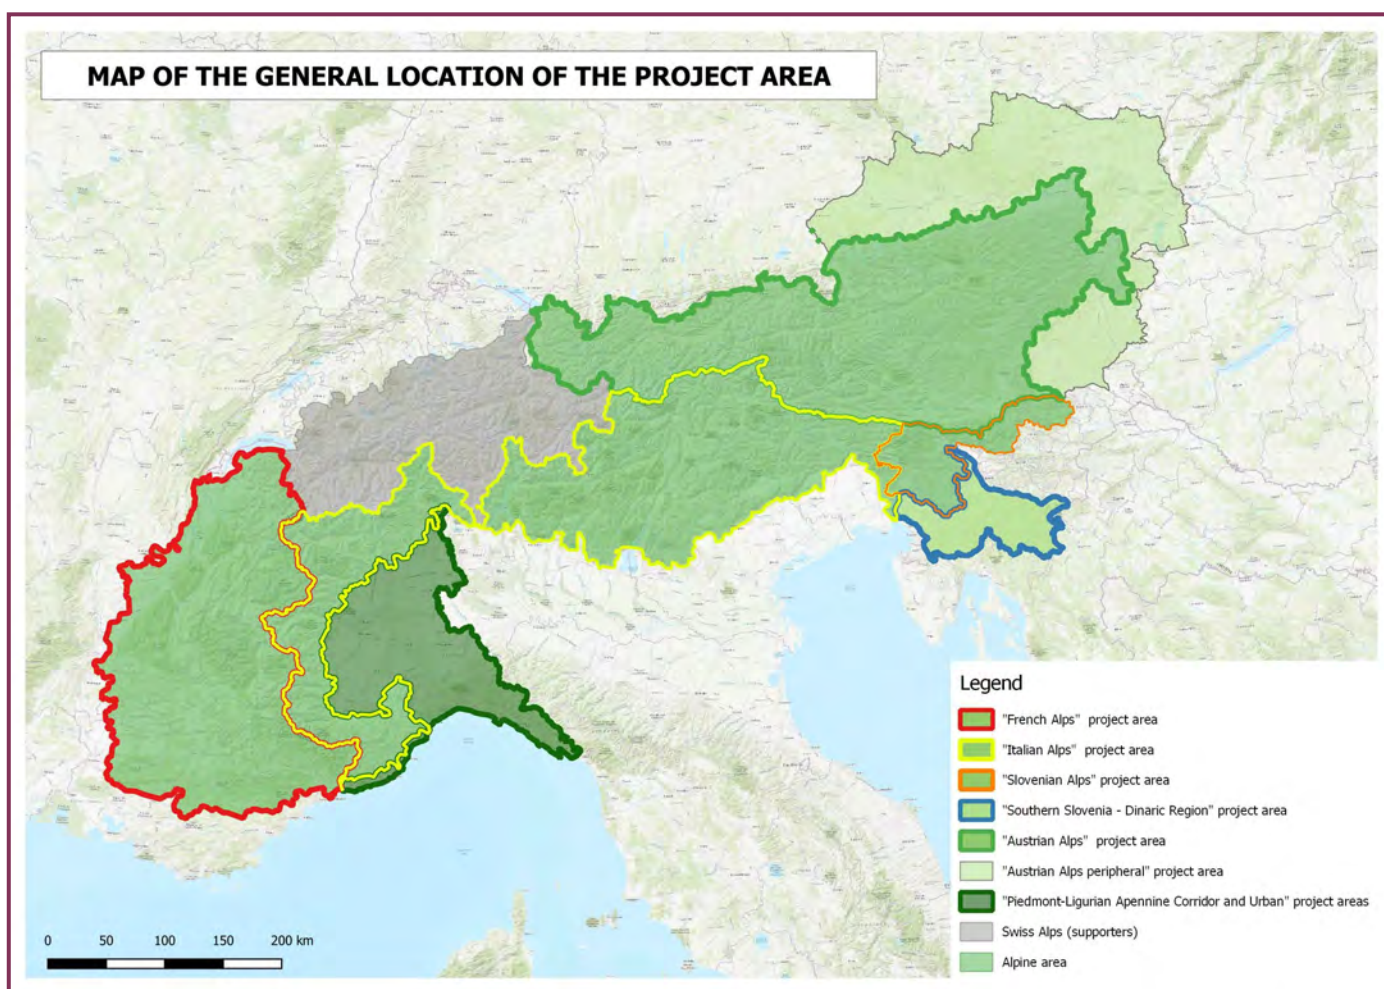 MAP OF THE GENERAL LOCATION OF THE PROJECT AREA
Legend
"French Alps" project area
"Italian Alps" project area
"Slovenian Alps" project area
"Southern Slovenia - Dinaric Region" project area
"Austrian Alps" project area
"Austrian Alps peripheral" project area
"Piedmont-Ligurian Apennine Corridor and Urban" project areas
Swiss Alps (supporters)
Alpine area
0 50 100 150 200 km